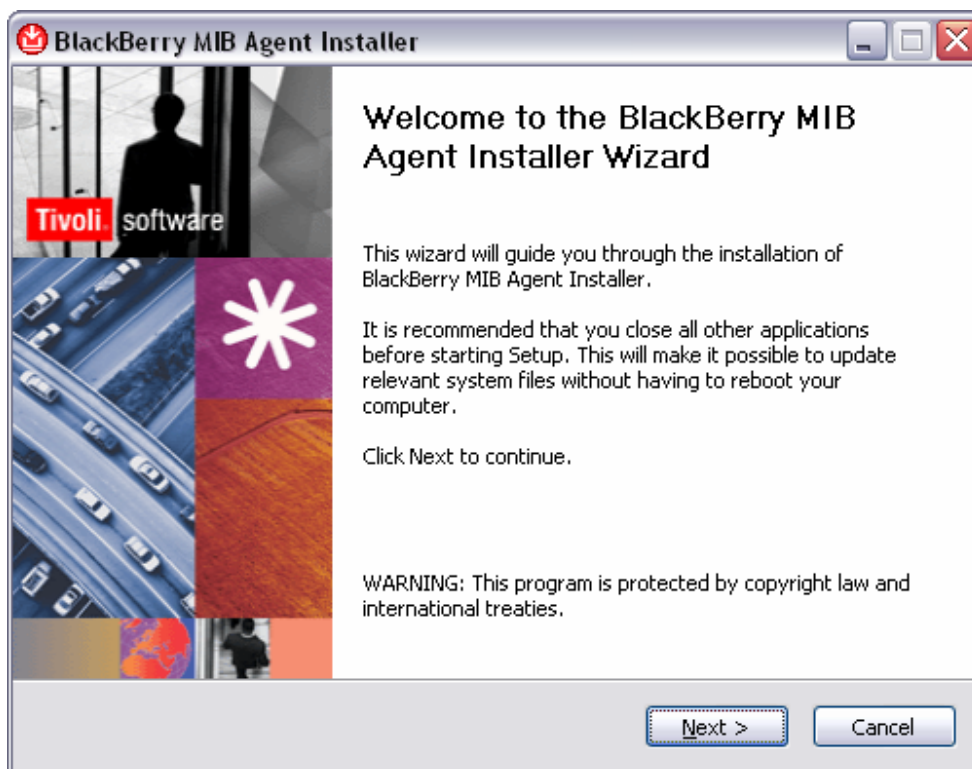 BlackBerry MIB Agent Installer
Welcome to the BlackBerry MIB
Agent Installer Wizard
Tivoli. software
This wizard will guide you through the installation of
BlackBerry MIB Agent Installer.
It is recommended that you close all other applications
before starting Setup. This will make it possible to update
relevant system files without having to reboot your
computer.
Click Next to continue.
WARNING: This program is protected by copyright law and
international treaties.
Next >
Cancel